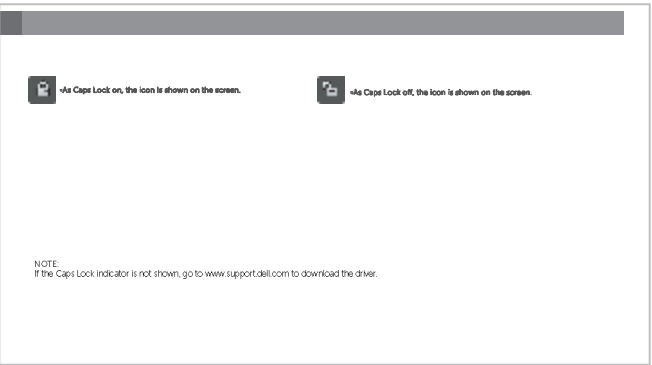 •As Caps Lock on, the icon is shown on the screen.
•As Caps Lock off, the icon is shown on the screen.
NOTE:
If the Caps Lock indicator is not shown, go to www.support.dell.com to download the driver.